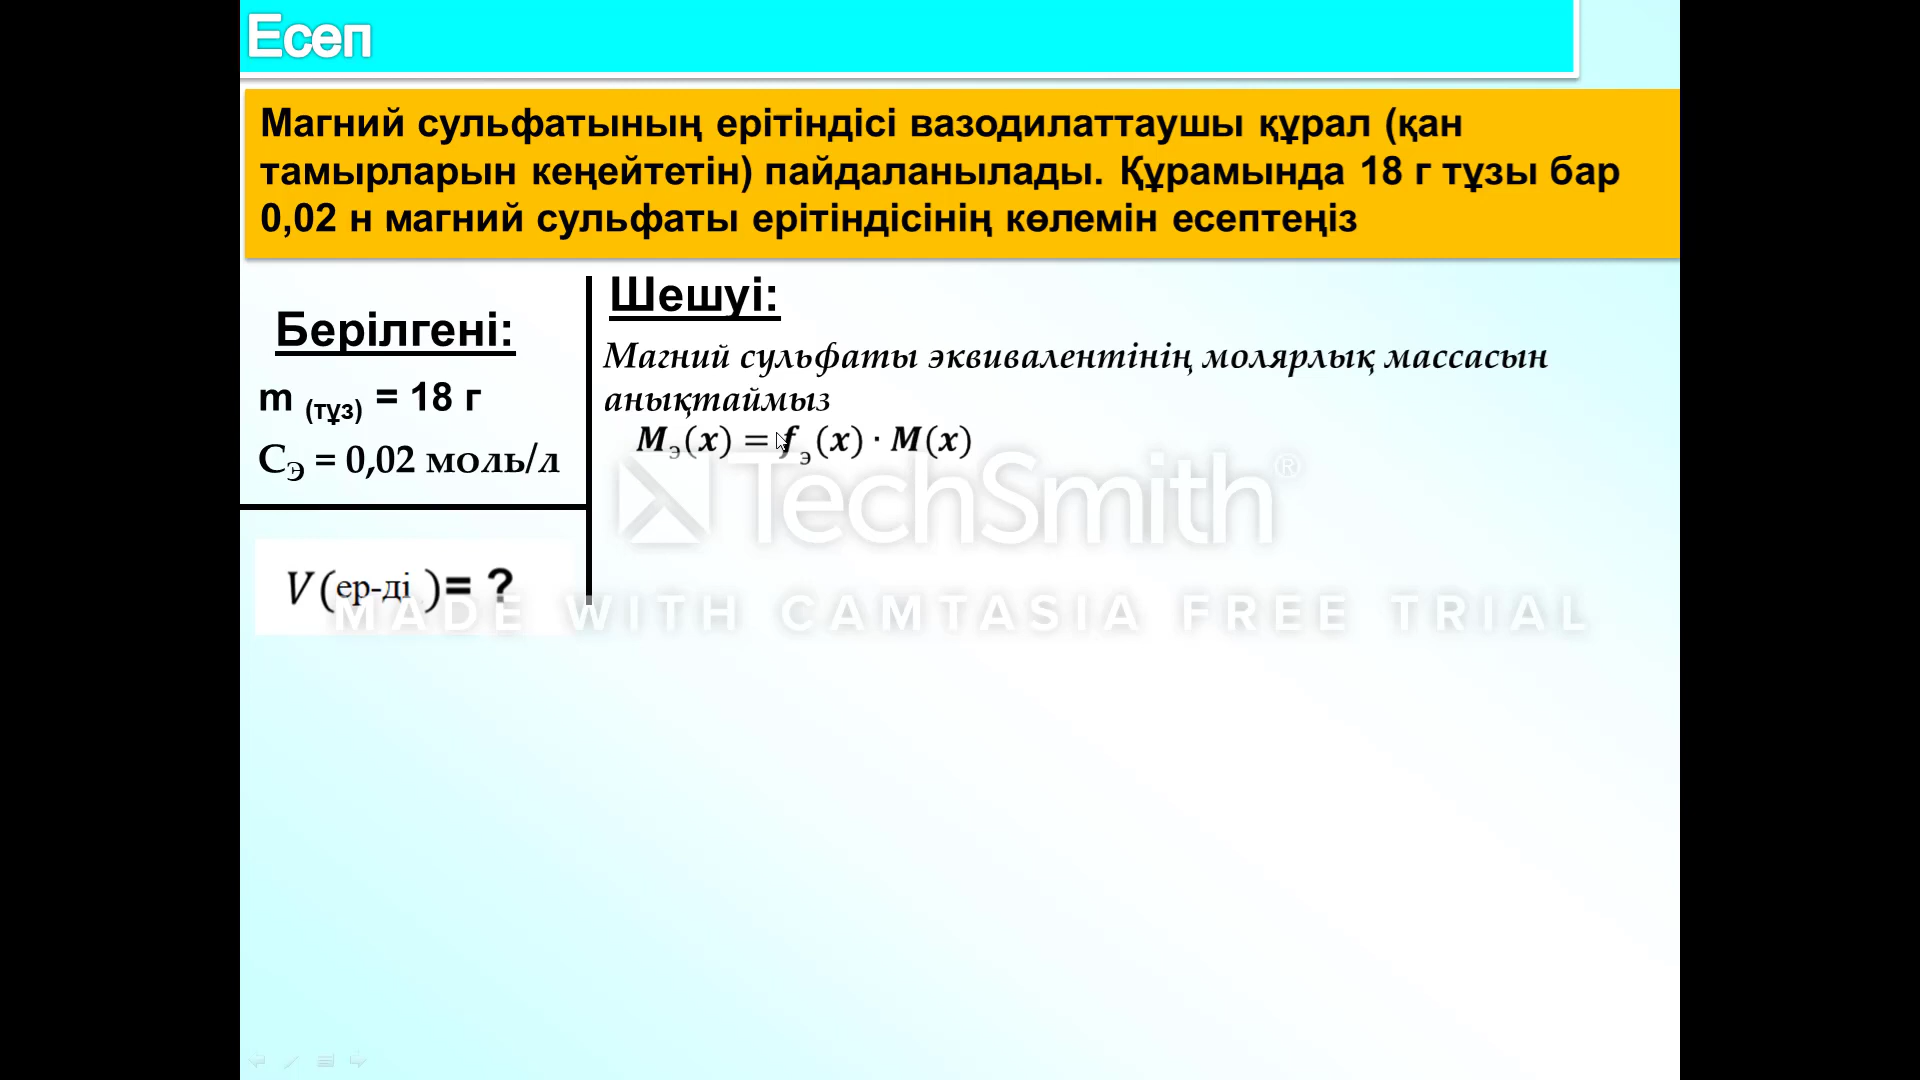 Есеп
Магний сульфатының ерітіндісі вазодилаттаушы құрал (қан
тамырларын кеңейтетін) пайдаланылады. Құрамында 18 г тұзы бар
0,02 н магний сульфаты ерітіндісінің көлемін есептеңіз
Берілгені:
m (тұз) = 18 г
Cэ = 0,02 моль/л
V(ер-ді )= ?
Шешуі:
Магний сульфаты эквивалентінің молярлық массасын
анықтаймыз
Mэ(x) = fэ(x) · M(x)
TechSmith®
MADE WITH CAMTASIA FREE TRIAL